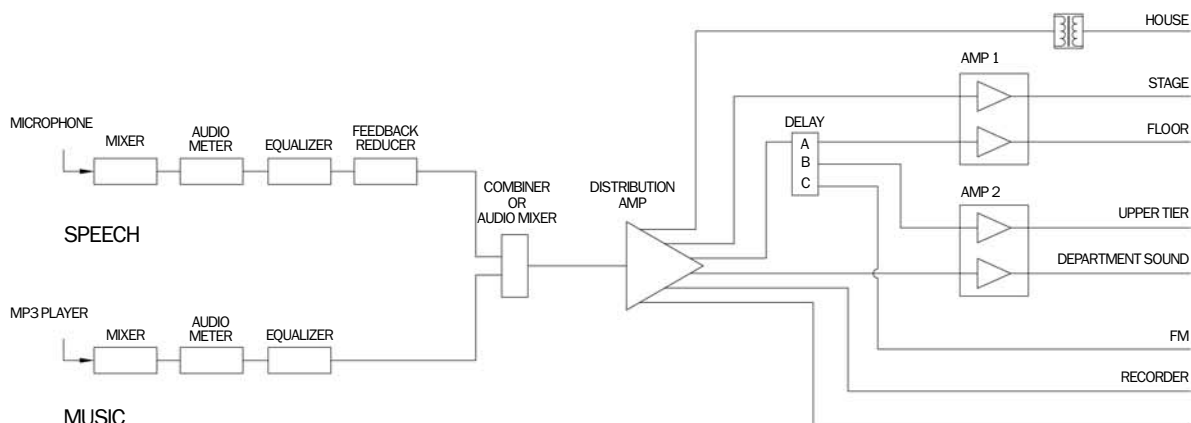 HOUSE
AMP 1
STAGE
MICROPHONE
MIXER
AUDIO
METER
EQUALIZER
FEEDBACK
REDUCER
DELAY
A
B
C
FLOOR
COMBINER
OR
AUDIO MIXER
DISTRIBUTION
AMP
AMP 2
UPPER TIER
SPEECH
DEPARTMENT SOUND
MP3 PLAYER
MIXER
AUDIO
METER
EQUALIZER
FM
RECORDER
MUSIC